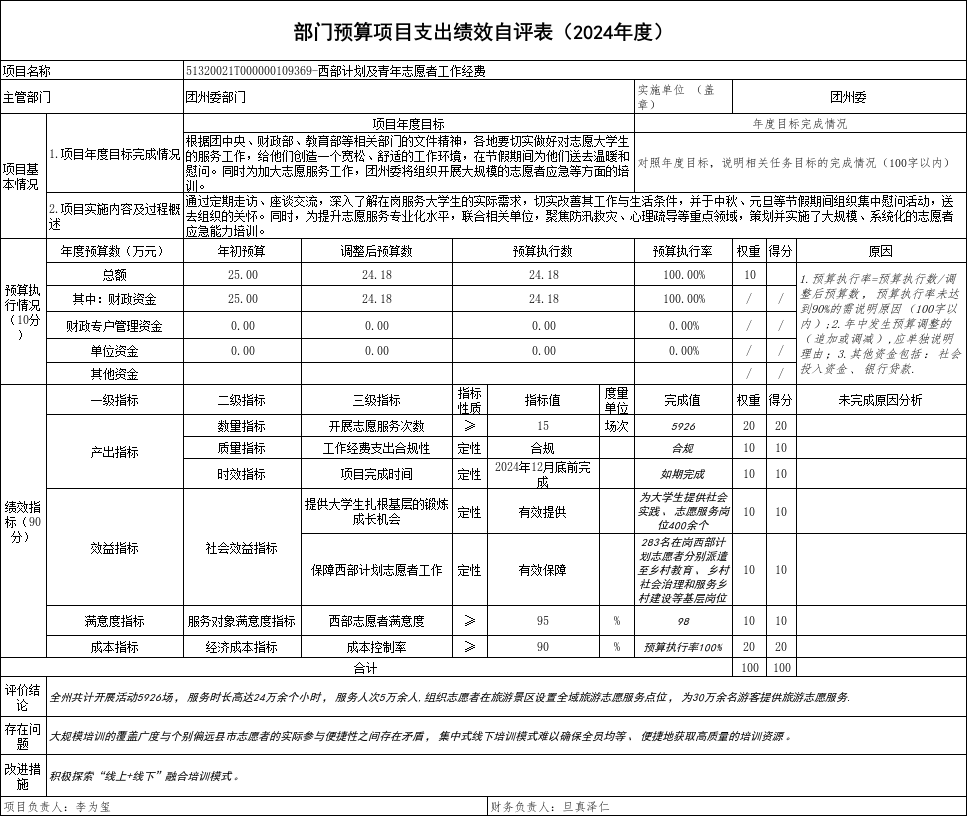 部门预算项目支出绩效自评表（2024年度）
项目名称 51320021T000000109369-西部计划及青年志愿者工作经费
主管部门 团州委部门 实施单位 （盖章） 团州委
项目基本情况
1.项目年度目标完成情况
项目年度目标 年度目标完成情况
根据团中央、财政部、教育部等相关部门的文件精神，各地要切实做好对志愿大学生
的服务工作，给他们创造一个宽松、舒适的工作环境，在节假期间为他们送去温暖和
慰问。同时为加大志愿服务工作，团州委将组织开展大规模的志愿者应急等方面的培
训。
对照年度目标，说明相关任务目标的完成情况（100字以内）
2.项目实施内容及过程概述
通过定期走访、座谈交流，深入了解在岗服务大学生的实际需求，切实改善其工作与生活条件，并于中秋、元旦等节假期间组织集中慰问活动，送
去组织的关怀。同时，为提升志愿服务专业化水平，联合相关单位，聚焦防汛救灾、心理疏导等重点领域，策划并实施了大规模、系统化的志愿者
应急能力培训。
预算执行情况（10分）
年度预算数（万元） 年初预算 调整后预算数 预算执行数 预算执行率 权重 得分 原因
总额 25.00 24.18 24.18 100.00% 10
其中：财政资金 25.00 24.18 24.18 100.00% / /
财政专户管理资金 0.00 0.00 0.00 0.00% / /
单位资金 0.00 0.00 0.00 0.00% / /
其他资金 / /
1.预算执行率=预算执行数/调
整后预算数，预算执行率未达
到90%的需说明原因（100字以
内）;2.年中发生预算调整的
（追加或调减）,应单独说明
理由；3.其他资金包括：社会
投入资金、银行贷款.
绩效指标（90分）
一级指标 二级指标 三级指标 指标性质 指标值 度量单位 完成值 权重 得分 未完成原因分析
产出指标
数量指标 开展志愿服务次数 ≥ 15 场次 5926 20 20
质量指标 工作经费支出合规性 定性 合规 合规 10 10
时效指标 项目完成时间 定性 2024年12月底前完成 如期完成 10 10
效益指标 社会效益指标
提供大学生扎根基层的锻炼成长机会 定性 有效提供 为大学生提供社会实践、志愿服务岗位400余个 10 10
保障西部计划志愿者工作 定性 有效保障 283名在岗西部计划志愿者分别派遣至乡村教育、乡村社会治理和服务乡村建设等基层岗位 10 10
满意度指标 服务对象满意度指标 西部志愿者满意度 ≥ 95 % 98 10 10
成本指标 经济成本指标 成本控制率 ≥ 90 % 预算执行率100% 20 20
合计 100 100
评价结论 全州共计开展活动5926场，服务时长高达24万余个小时，服务人次5万余人.组织志愿者在旅游景区设置全域旅游志愿服务点位，为30万余名游客提供旅游志愿服务.
存在问题 大规模培训的覆盖广度与个别偏远县市志愿者的实际参与便捷性之间存在矛盾，集中式线下培训模式难以确保全员均等、便捷地获取高质量的培训资源。
改进措施 积极探索“线上+线下”融合培训模式。
项目负责人：李为玺 财务负责人：旦真泽仁